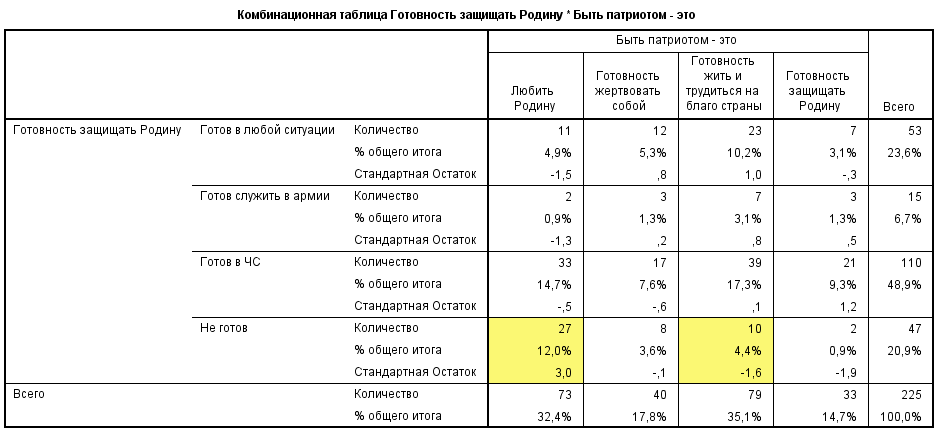 Комбинационная таблица Готовность защищать Родину * Быть патриотом - это
Быть патриотом - это
Любить Родину Готовность жертвовать собой Готовность жить и трудиться на благо страны Готовность защищать Родину Всего
Готовность защищать Родину Готов в любой ситуации Количество 11 12 23 7 53
% общего итога 4,9% 5,3% 10,2% 3,1% 23,6%
Стандартная Остаток -1,5 ,8 1,0 -,3
Готов служить в армии Количество 2 3 7 3 15
% общего итога 0,9% 1,3% 3,1% 1,3% 6,7%
Стандартная Остаток -1,3 ,2 ,8 ,5
Готов в ЧС Количество 33 17 39 21 110
% общего итога 14,7% 7,6% 17,3% 9,3% 48,9%
Стандартная Остаток -,5 -,6 ,1 1,2
Не готов Количество 27 8 10 2 47
% общего итога 12,0% 3,6% 4,4% 0,9% 20,9%
Стандартная Остаток 3,0 -,1 -1,6 -1,9
Всего Количество 73 40 79 33 225
% общего итога 32,4% 17,8% 35,1% 14,7% 100,0%